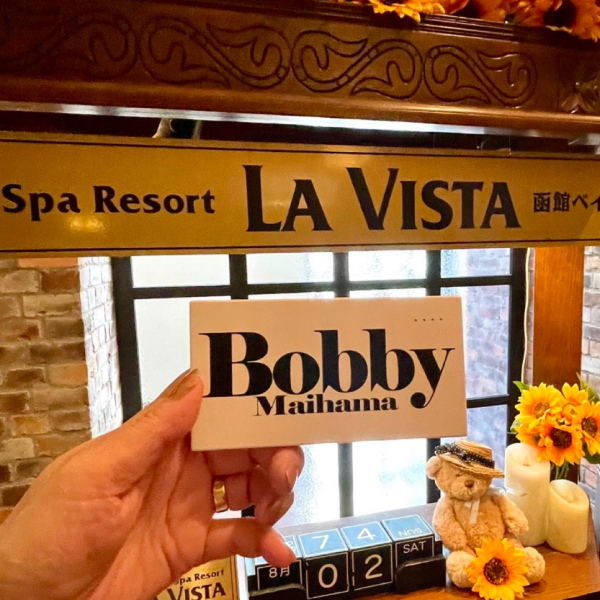 Spa Resort LA VISTA 函館ベイ
Bobby
Maihama
7 4 SUN
8月 0 2 SAT
Spa Resort
VISTA